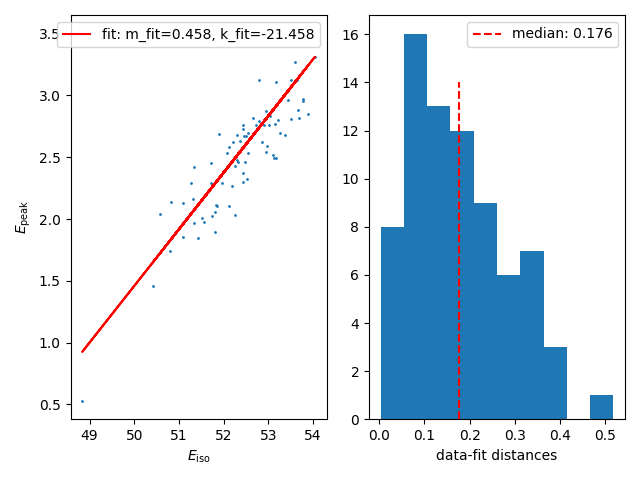 fit: m_fit=0.458, k_fit=-21.458
3.5
3.0
2.5
2.0
1.5
1.0
0.5
E_peak
49 50 51 52 53 54
E_iso
median: 0.176
16
14
12
10
8
6
4
2
0
0.0 0.1 0.2 0.3 0.4 0.5
data-fit distances